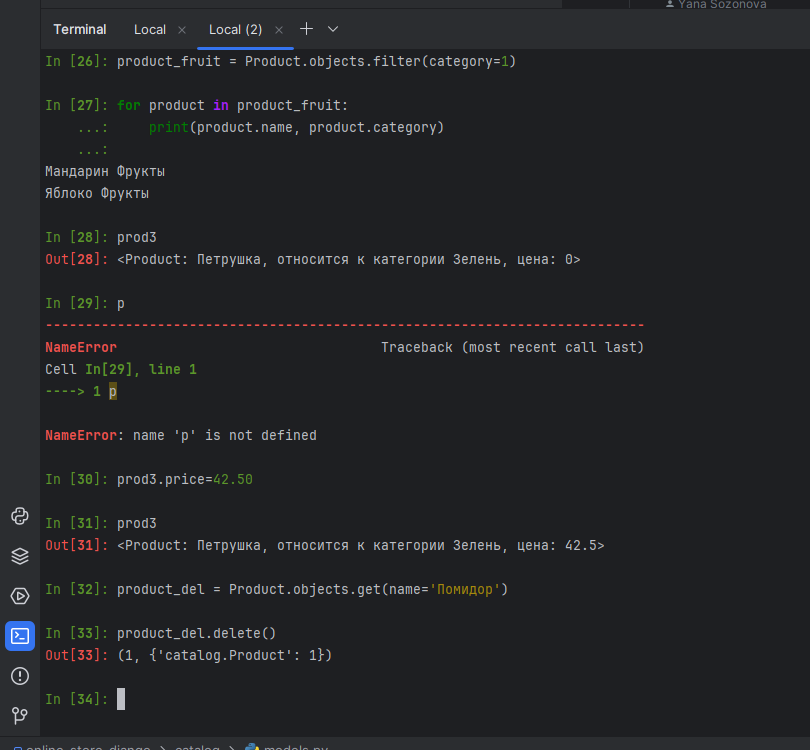 Yana Sozonova
Terminal Local × Local (2) ×
In [26]: product_fruit = Product.objects.filter(category=1)
In [27]: for product in product_fruit:
...:     print(product.name, product.category)
...:
Мандарин Фрукты
Яблоко Фрукты
In [28]: prod3
Out[28]: <Product: Петрушка, относится к категории Зелень, цена: 0>
In [29]: p
---------------------------------------------------------------------------
NameError                                 Traceback (most recent call last)
Cell In[29], line 1
----> 1 p
NameError: name 'p' is not defined
In [30]: prod3.price=42.50
In [31]: prod3
Out[31]: <Product: Петрушка, относится к категории Зелень, цена: 42.5>
In [32]: product_del = Product.objects.get(name='Помидор')
In [33]: product_del.delete()
Out[33]: (1, {'catalog.Product': 1})
In [34]:
online_store_django > catalog > models.py